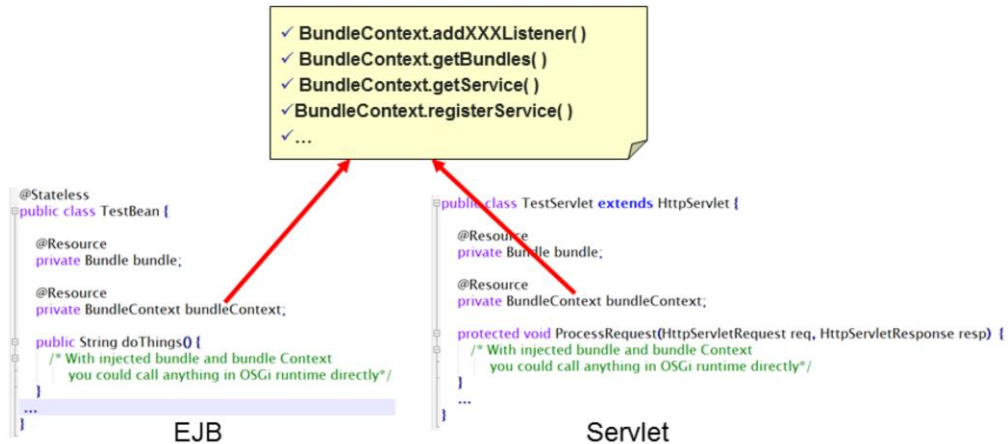 ✓ BundleContext.addXXXListener( )
✓ BundleContext.getBundles( )
✓ BundleContext.getService( )
✓BundleContext.registerService( )
✓...
@Stateless
public class TestBean {
@Resource
private Bundle bundle;
@Resource
private BundleContext bundleContext;
public String doThings() {
/* With injected bundle and bundle Context
you could call anything in OSGi runtime directly*/
}
...
}
EJB
public class TestServlet extends HttpServlet {
@Resource
private Bundle bundle;
@Resource
private BundleContext bundleContext;
protected void ProcessRequest(HttpServletRequest req, HttpServletResponse resp) {
/* With injected bundle and bundle Context
you could call anything in OSGi runtime directly*/
}
...
}
Servlet